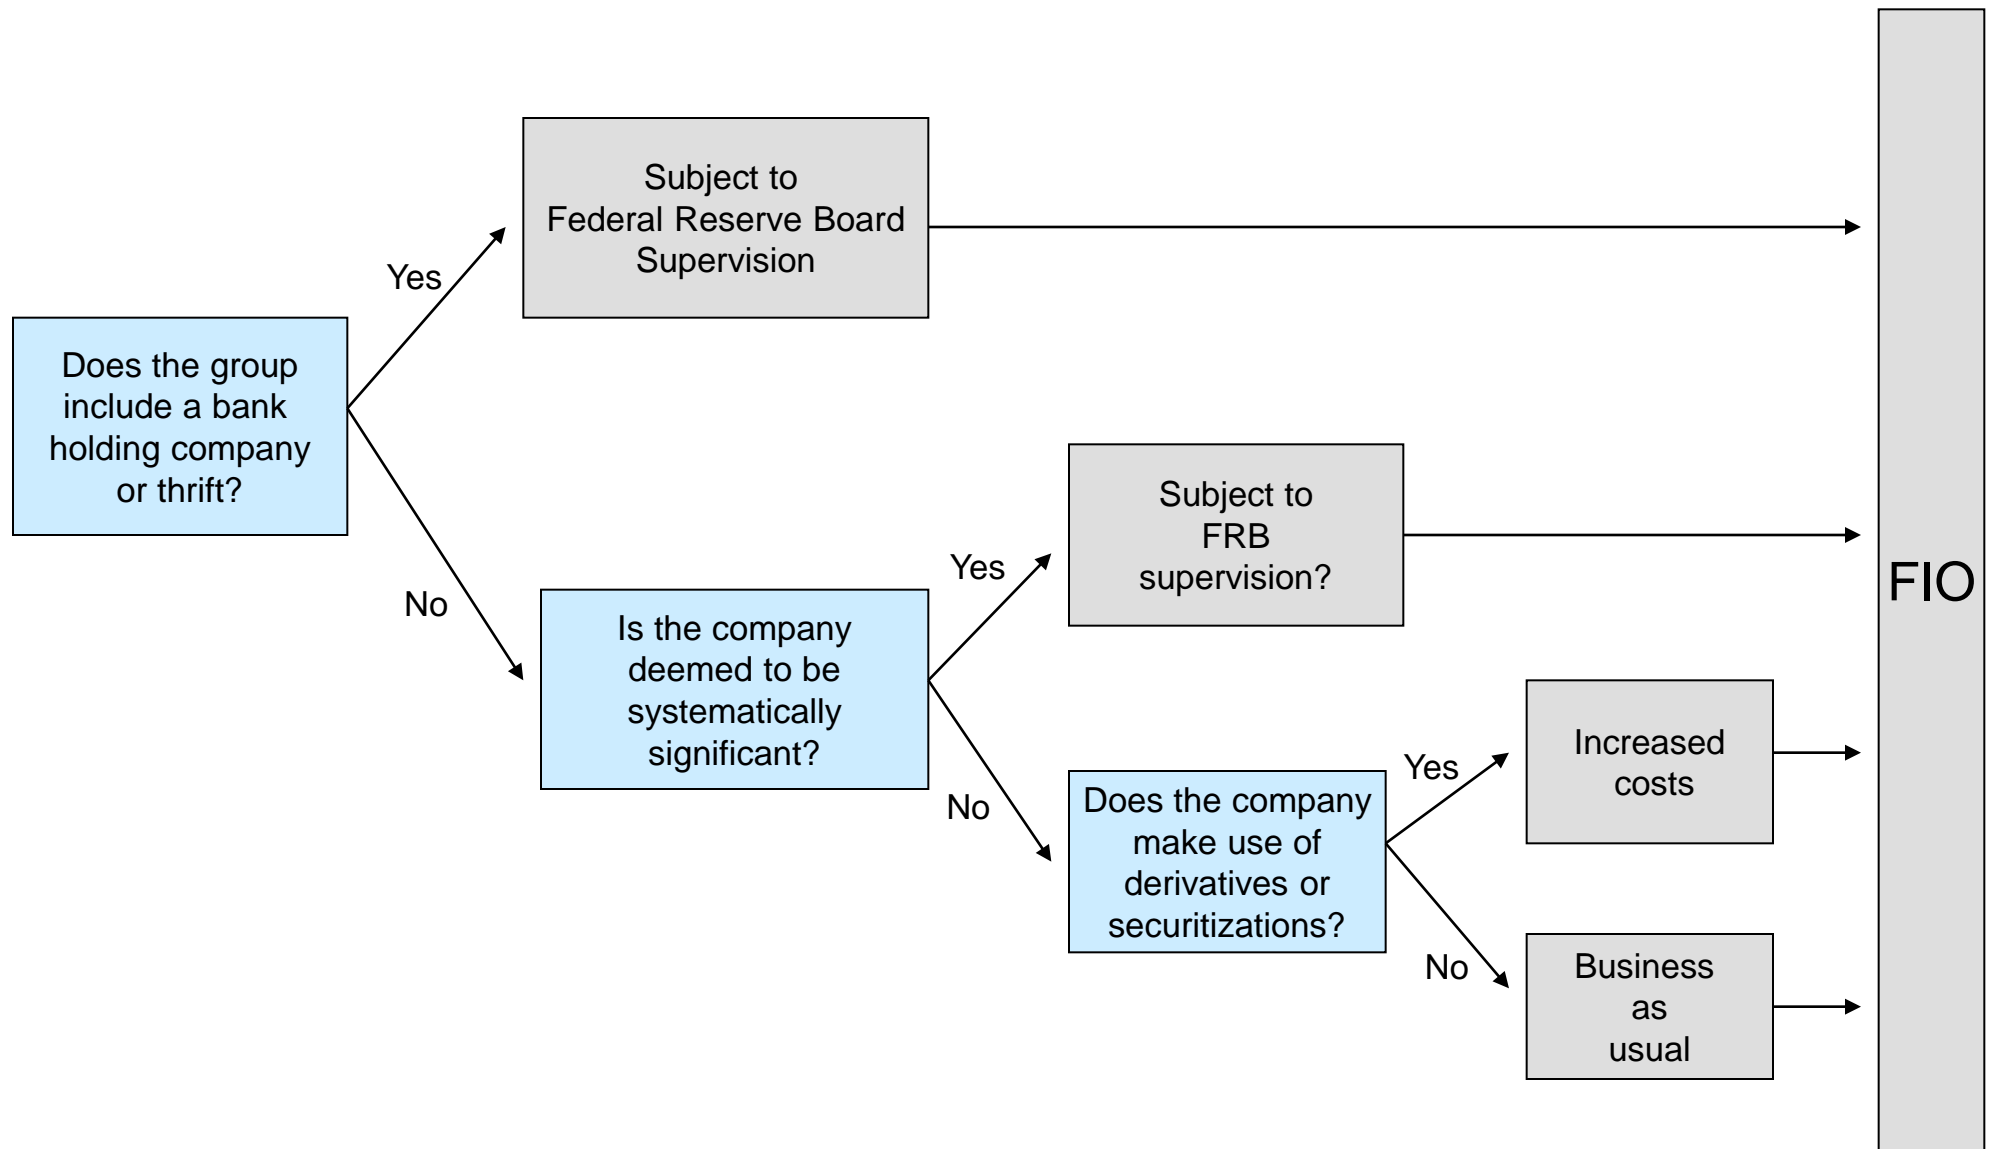 Subject to
Federal Reserve Board
Supervision
Yes
Does the group
include a bank
holding company
or thrift?
No
Is the company
deemed to be
systematically
significant?
Yes
Subject to
FRB
supervision?
No
Does the company
make use of
derivatives or
securitizations?
Yes
Increased
costs
No
Business
as
usual
FIO